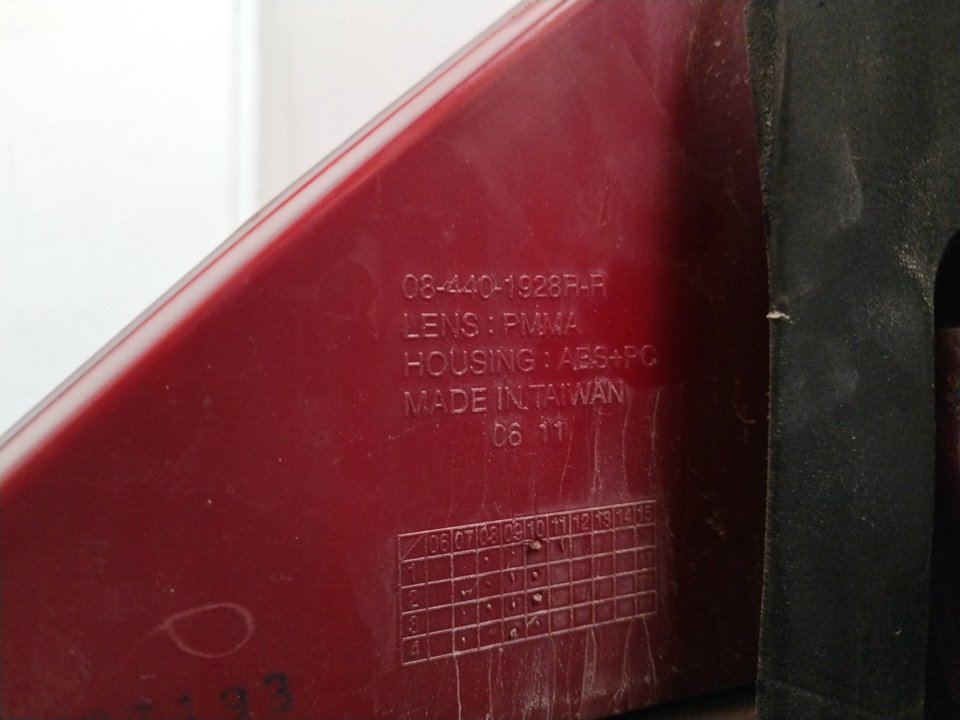 08-440-1928R-R
LENS : PMMA
HOUSING : ABS+PC
MADE IN TAIWAN
06 11
06 07 08 09 10 11 12 13 14 15
1
2
3
4
193